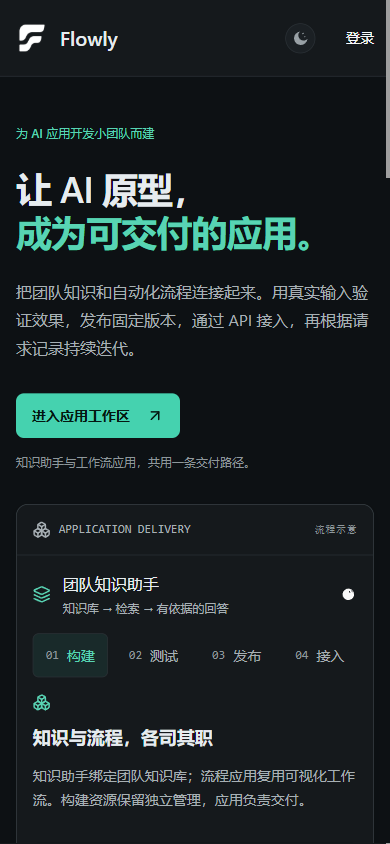 Flowly
登录
为 AI 应用开发小团队而建
让 AI 原型，
成为可交付的应用。
把团队知识和自动化流程连接起来。用真实输入验
证效果，发布固定版本，通过 API 接入，再根据请
求记录持续迭代。
进入应用工作区
知识助手与工作流应用，共用一条交付路径。
APPLICATION DELIVERY
流程示意
团队知识助手
知识库 → 检索 → 有依据的回答
01 构建 02 测试 03 发布 04 接入
知识与流程，各司其职
知识助手绑定团队知识库；流程应用复用可视化工作
流。构建资源保留独立管理，应用负责交付。